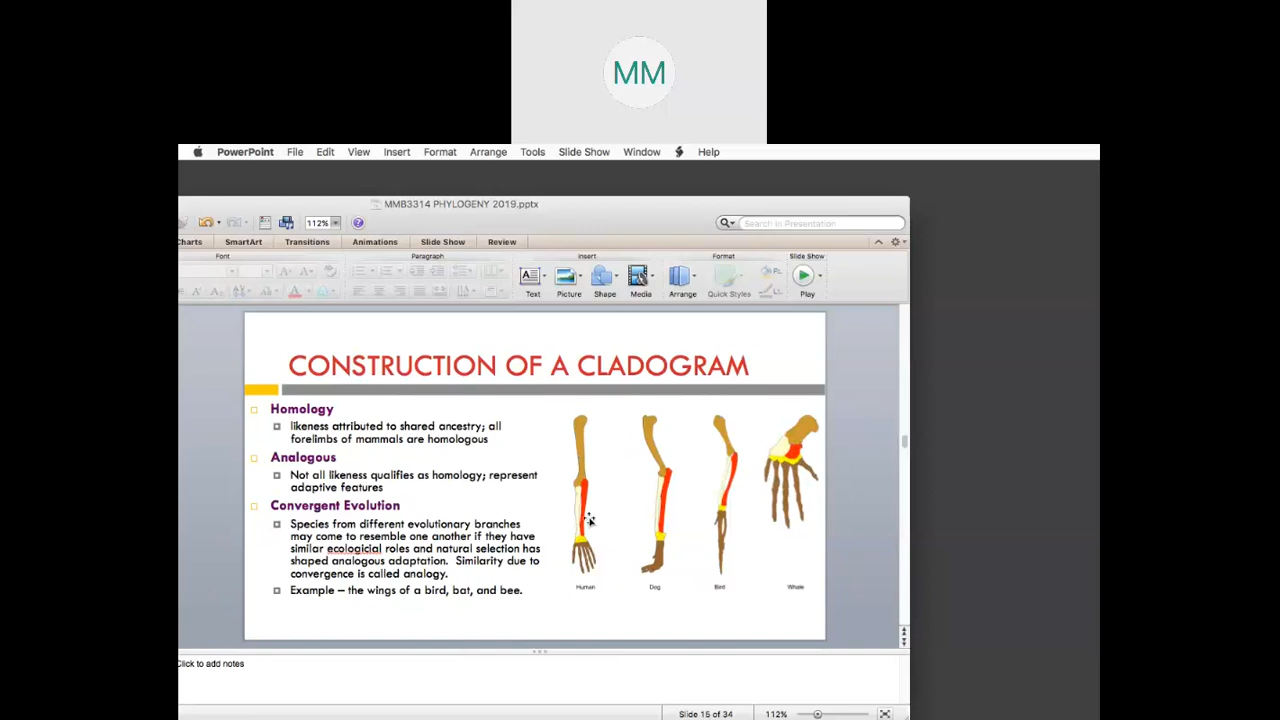 MM
PowerPoint File Edit View Insert Format Arrange Tools Slide Show Window Help
MMB3314 PHYLOGENY 2019.pptx
112% Search in Presentation
Charts SmartArt Transitions Animations Slide Show Review
Font Paragraph Insert Format Slide Show
Text Picture Shape Media Arrange Quick Styles Play
CONSTRUCTION OF A CLADOGRAM
Homology
likeness attributed to shared ancestry; all
forelimbs of mammals are homologous
Analogous
Not all likeness qualifies as homology; represent
adaptive features
Convergent Evolution
Species from different evolutionary branches
may come to resemble one another if they have
similar ecologicial roles and natural selection has
shaped analogous adaptation. Similarity due to
convergence is called analogy.
Example – the wings of a bird, bat, and bee.
Human Dog Bird Whale
Click to add notes
Slide 15 of 34 112%